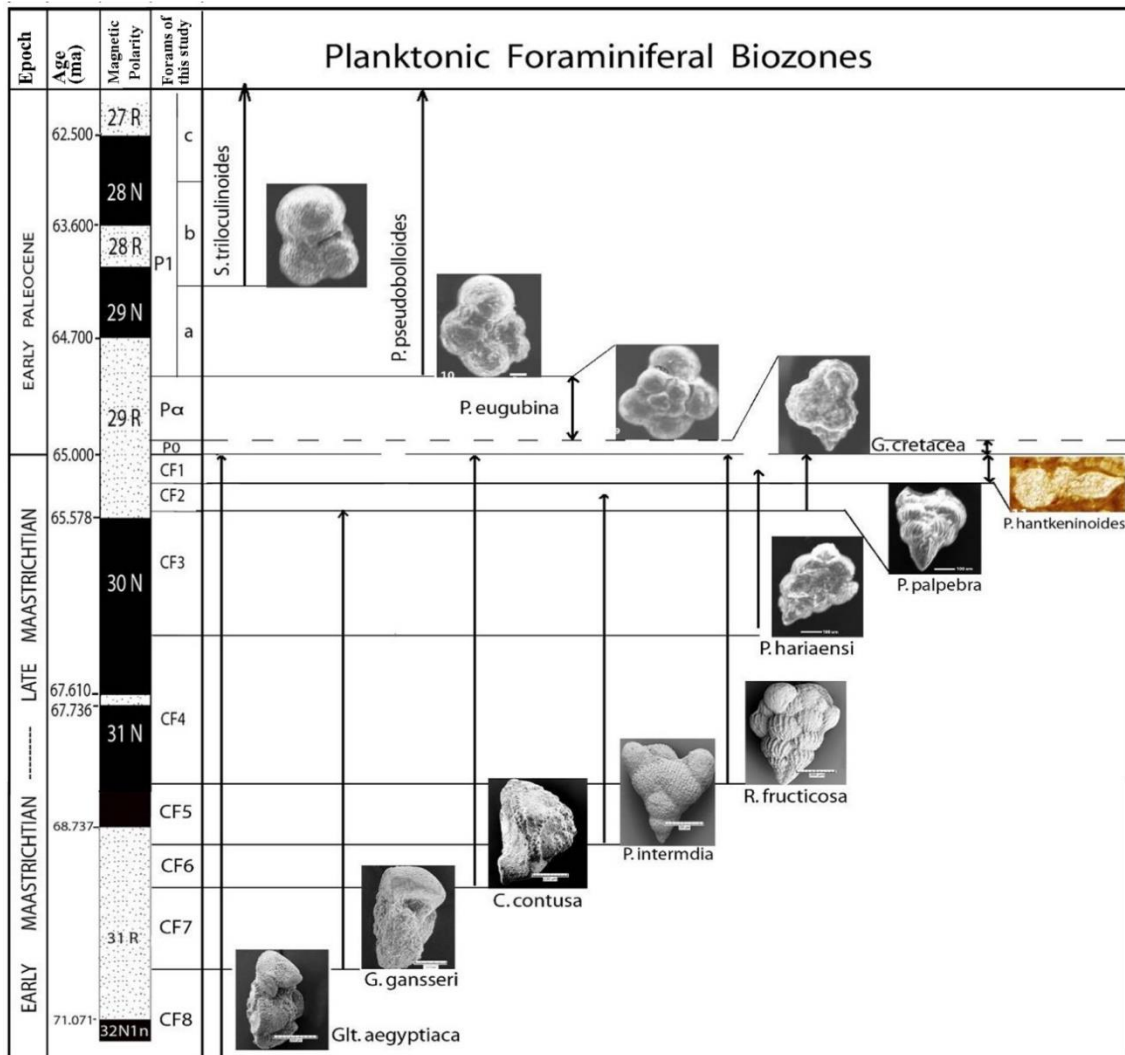 Epoch
Age
(ma)
Magnetic
Polarity
Forams of
this study
Planktonic Foraminiferal Biozones
EARLY PALEOCENE
LATE MAASTRICHTIAN
--------
EARLY MAASTRICHTIAN
62.500
63.600
64.700
65.000
65.578
67.610
67.736
68.737
71.071
27 R
28 N
28 R
29 N
29 R
30 N
31 N
31 R
32N1n
P1
c
b
a
Pα
P0
CF1
CF2
CF3
CF4
CF5
CF6
CF7
CF8
S.triloculinoides
P.pseudobolloides
10
P. eugubina
G.cretacea
P. hantkeninoides
P. palpebra
P.hariaensi
R. fructicosa
P. intermdia
C. contusa
G. gansseri
Glt. aegyptiaca